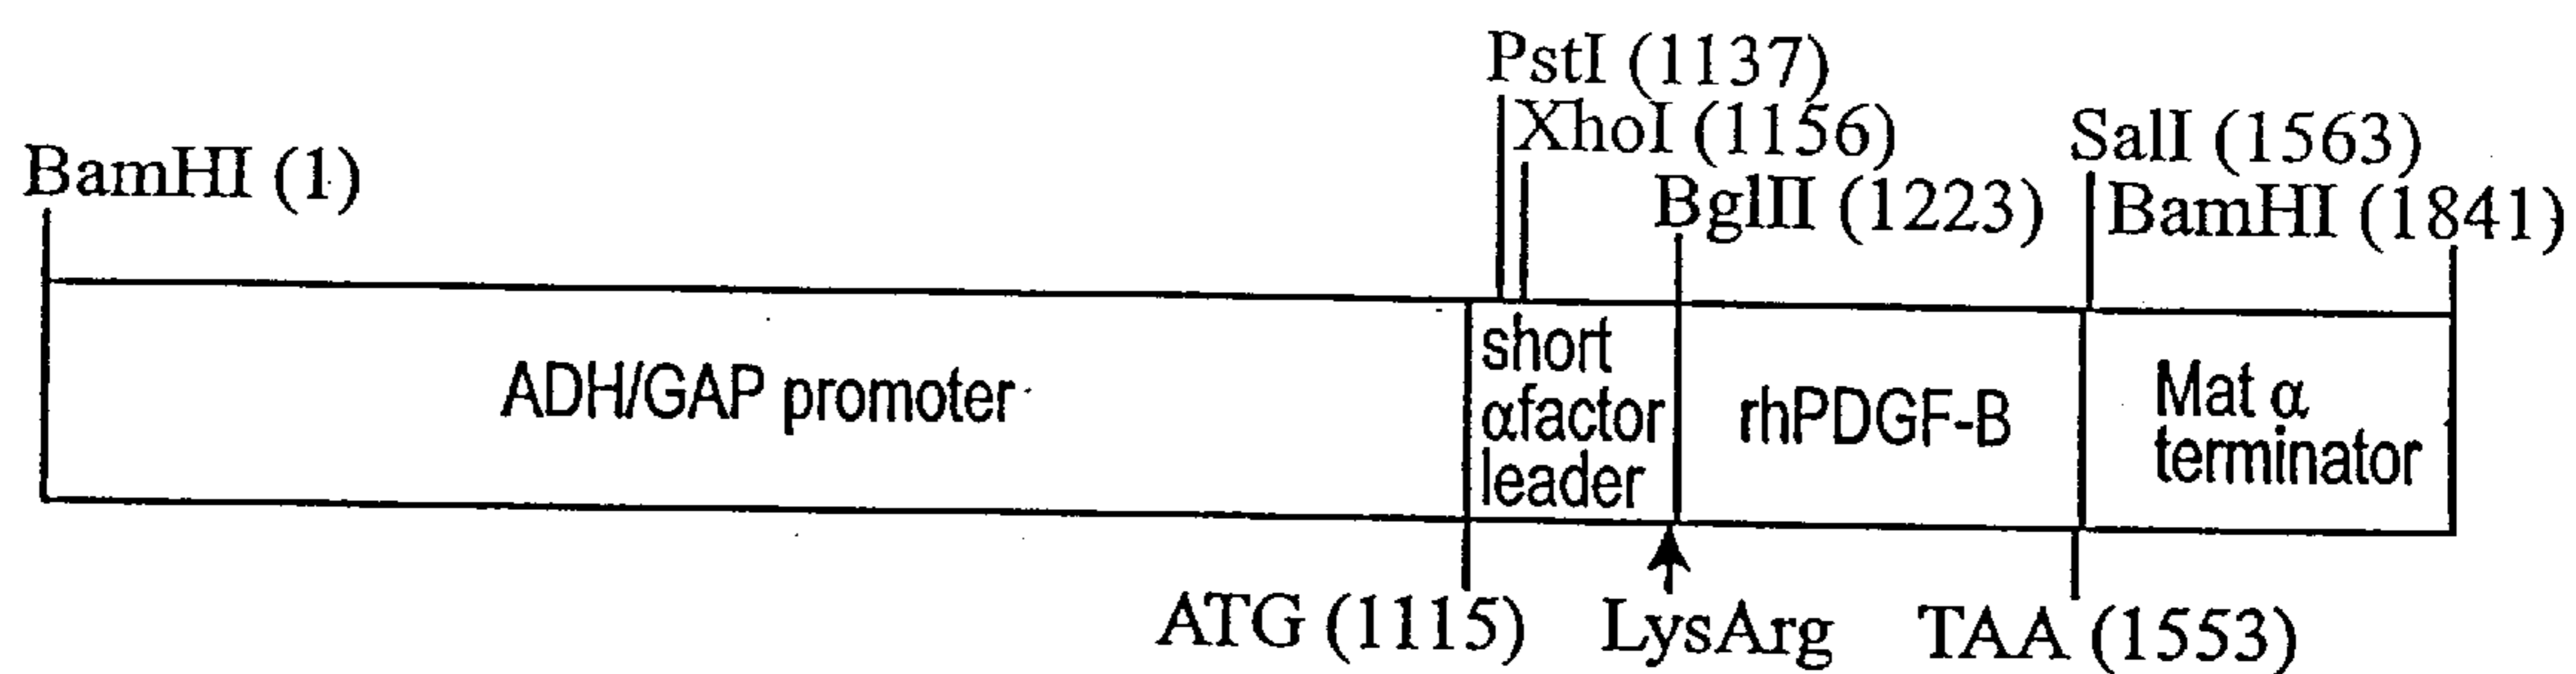 PstI (1137)
XhoI (1156)
SalI (1563)
BamHI (1)
BglII (1223)
BamHI (1841)
ADH/GAP promoter
short
αfactor
leader
rhPDGF-B
Mat α
terminator
ATG (1115)
LysArg
TAA (1553)